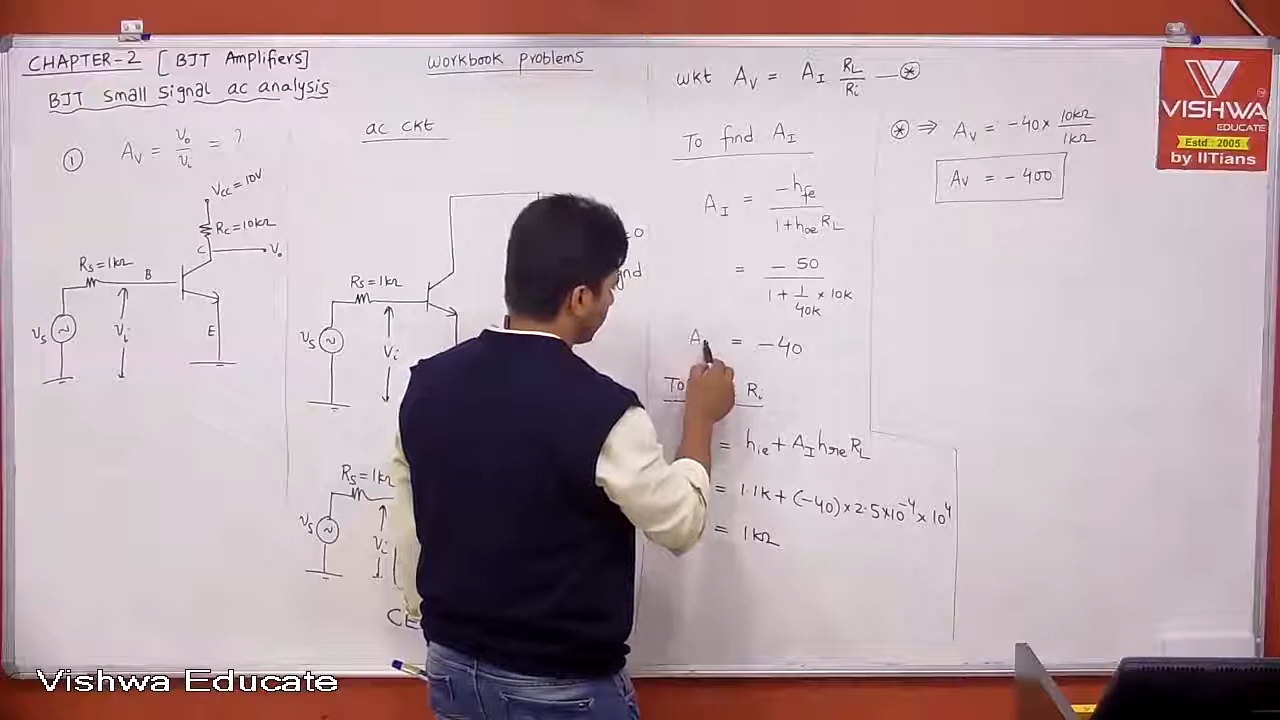 CHAPTER-2 [BJT Amplifiers]
BJT small signal ac analysis
workbook problems
① Av = Vo/Vi = ?
Vcc = 10V
Rc = 10kΩ
C
Vo
Rs = 1kΩ
B
Vs
Vi
E
ac ckt
=0
gnd
Rs = 1kΩ
Vs
Vi
Rs = 1kΩ
Vs
Vi
CE
wkt Av = AI RL/Ri —⊛
To find AI
AI = -hfe/(1+hoe RL)
= -50/(1+ 1/40k ×10k)
A = -40
To Ri
= hie + AI hre RL
= 1.1k + (-40) × 2.5×10⁻⁴ × 10⁴
= 1kΩ
⊛ ⇒ Av = -40 × 10kΩ/1kΩ
Av = -400
VISHWA
EDUCATE
Estd.. 2005
by IITians
Vishwa Educate